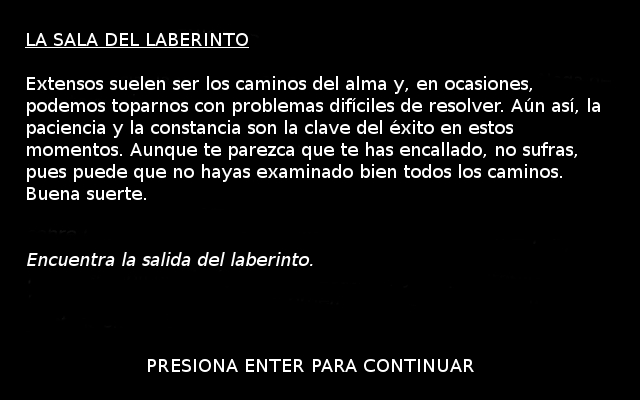 LA SALA DEL LABERINTO
Extensos suelen ser los caminos del alma y, en ocasiones,
podemos toparnos con problemas difíciles de resolver. Aún así, la
paciencia y la constancia son la clave del éxito en estos
momentos. Aunque te parezca que te has encallado, no sufras,
pues puede que no hayas examinado bien todos los caminos.
Buena suerte.
Encuentra la salida del laberinto.
PRESIONA ENTER PARA CONTINUAR